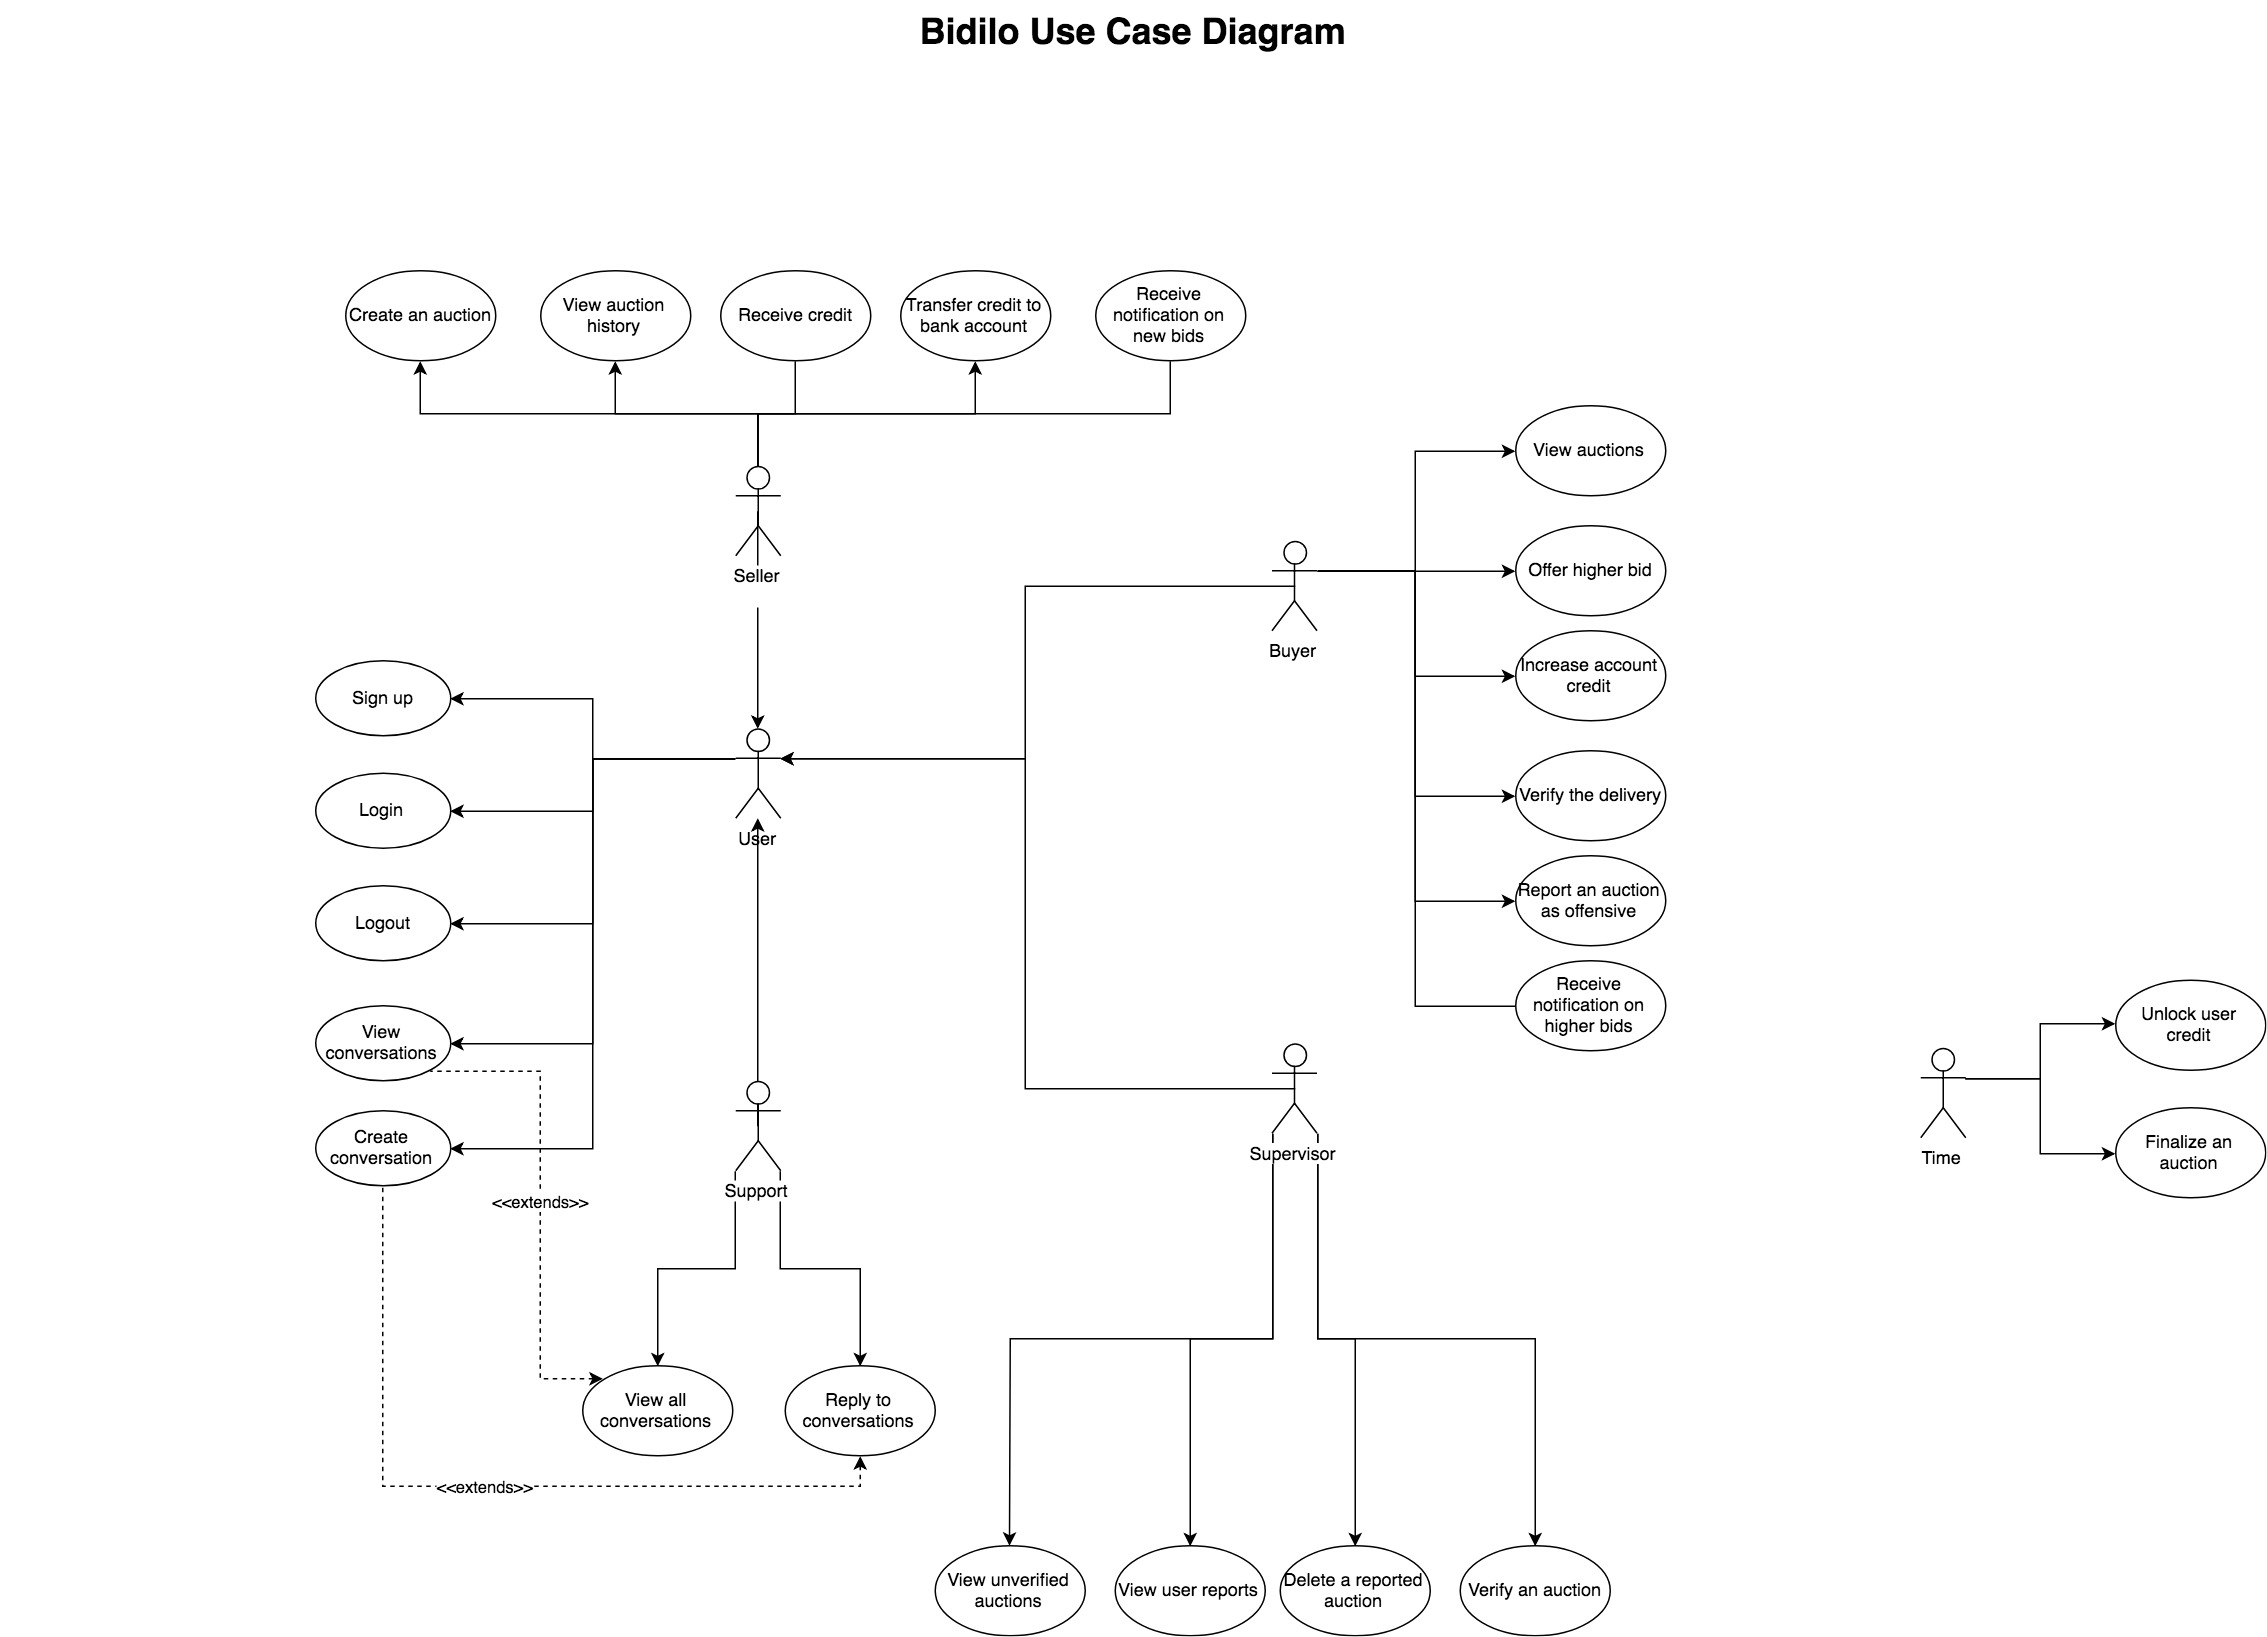 Bidilo Use Case Diagram
Create an auction
View auction
history
Receive credit
Transfer credit to
bank account
Receive
notification on
new bids
Seller
View auctions
Offer higher bid
Increase account
credit
Verify the delivery
Report an auction
as offensive
Receive
notification on
higher bids
Buyer
Sign up
Login
Logout
View
conversations
Create
conversation
User
<<extends>>
Support
Supervisor
Time
Unlock user
credit
Finalize an
auction
View all
conversations
Reply to
conversations
<<extends>>
View unverified
auctions
View user reports
Delete a reported
auction
Verify an auction